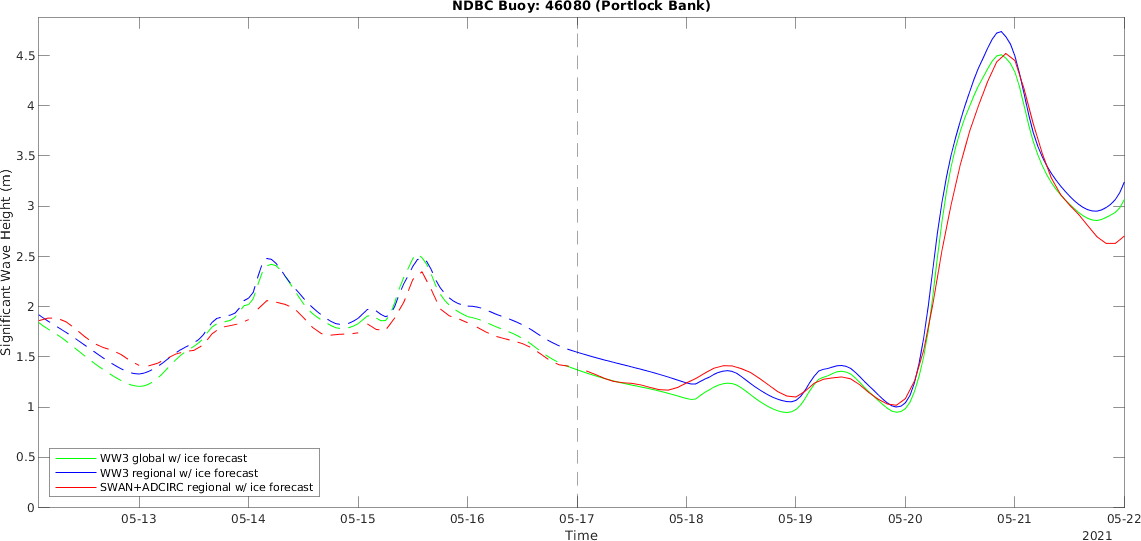 NDBC Buoy: 46080 (Portlock Bank)
Significant Wave Height (m)
4.5
4
3.5
3
2.5
2
1.5
1
0.5
0
WW3 global w/ ice forecast
WW3 regional w/ ice forecast
SWAN+ADCIRC regional w/ ice forecast
05-13 05-14 05-15 05-16 05-17 05-18 05-19 05-20 05-21 05-22
Time
2021